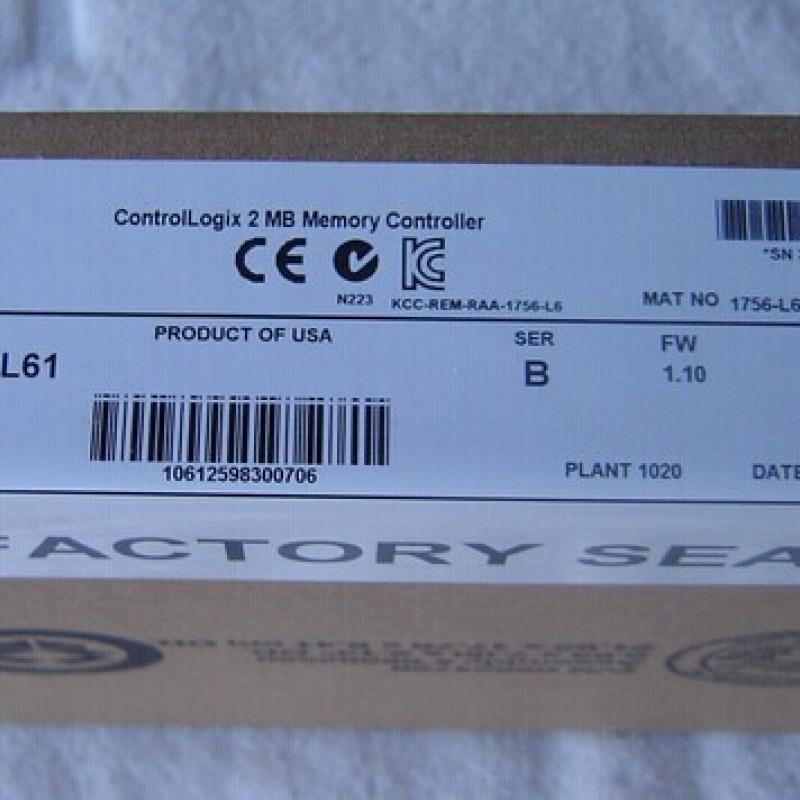 ControlLogix 2 MB Memory Controller
CE
N223
KCC-REM-RAA-1756-L6
*SN
MAT NO 1756-L6
L61
PRODUCT OF USA
SER
B
FW
1.10
10612598300706
PLANT 1020
DATE
FACTORY SEA